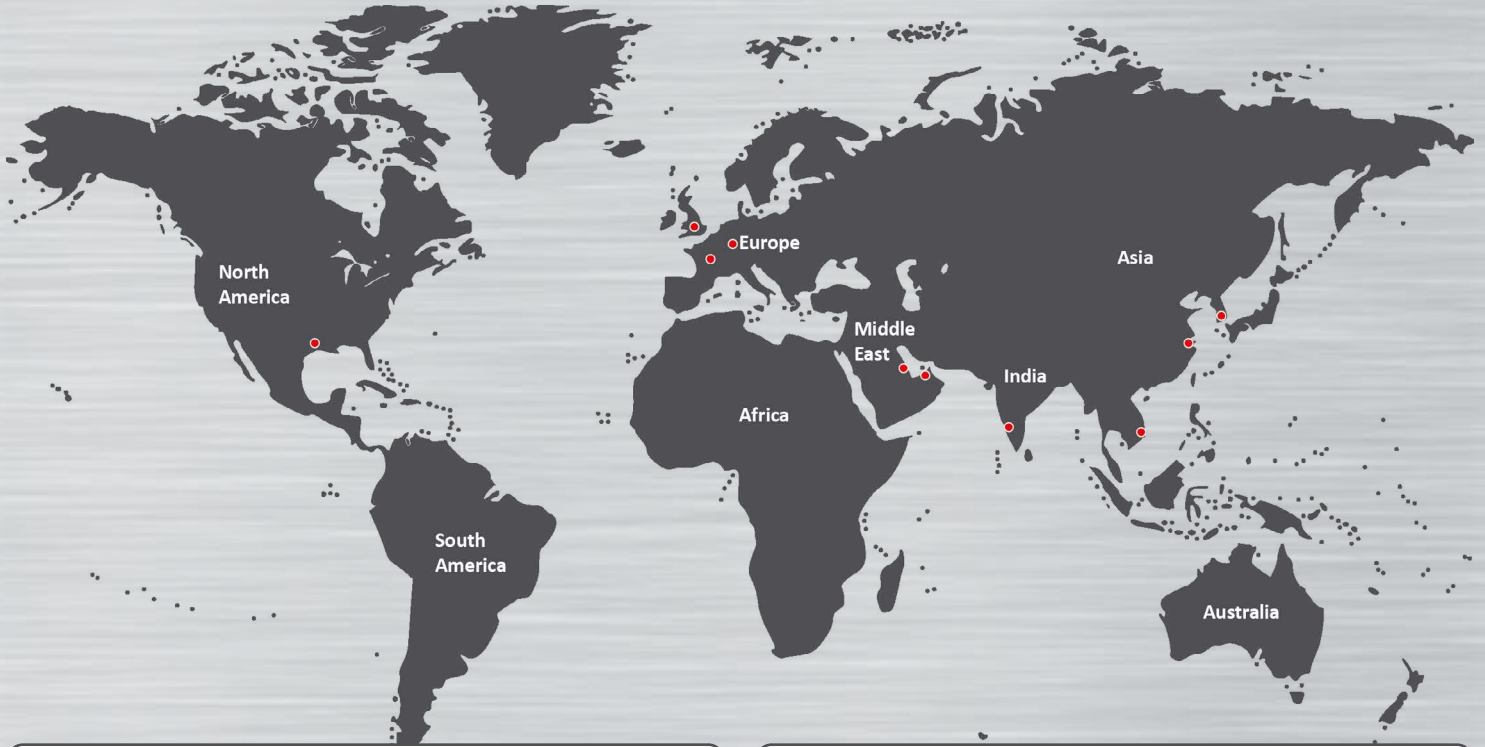 North
America
Europe
Asia
Middle
East
India
Africa
South
America
Australia